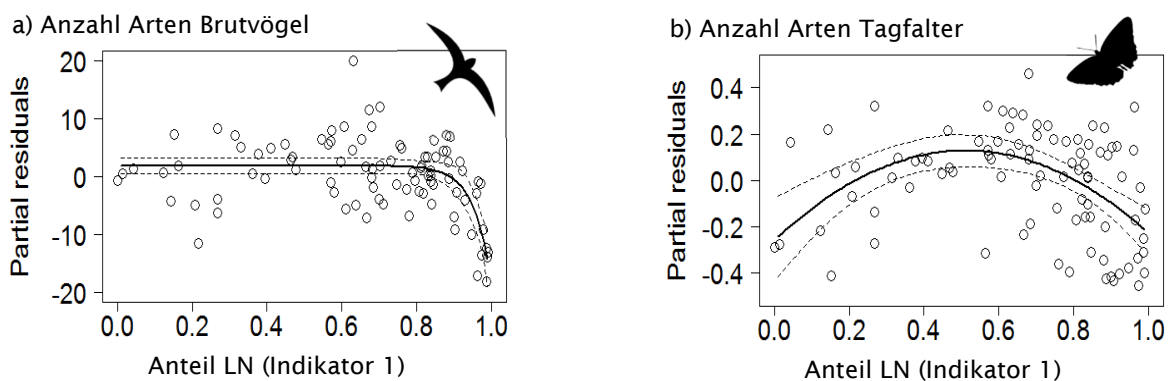 a) Anzahl Arten Brutvögel
Partial residuals
20
10
0
-10
-20
0.0 0.2 0.4 0.6 0.8 1.0
Anteil LN (Indikator 1)
b) Anzahl Arten Tagfalter
Partial residuals
0.4
0.2
0.0
-0.2
-0.4
0.0 0.2 0.4 0.6 0.8 1.0
Anteil LN (Indikator 1)